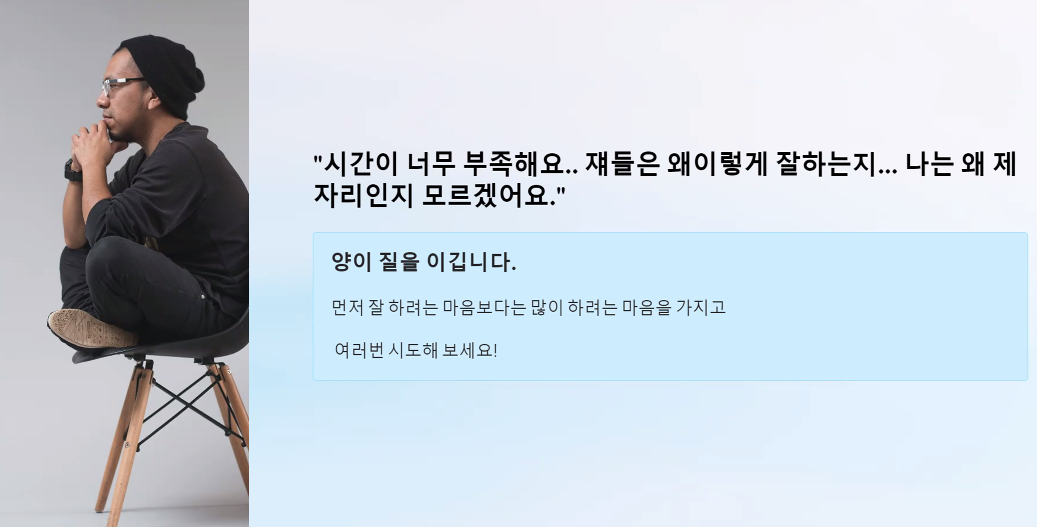 "시간이 너무 부족해요.. 쟤들은 왜이렇게 잘하는지... 나는 왜 제
자리인지 모르겠어요."
양이 질을 이깁니다.
먼저 잘 하려는 마음보다는 많이 하려는 마음을 가지고
여러번 시도해 보세요!